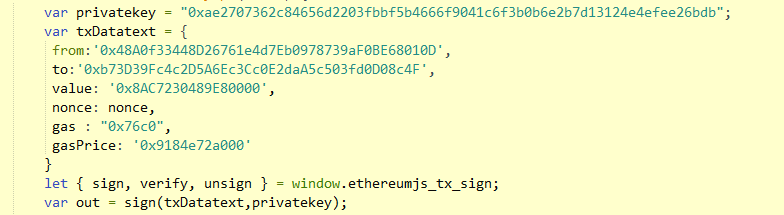 var privatekey = "0xae2707362c84656d2203fbbf5b4666f9041c6f3b0b6e2b7d13124e4efee26bdb";
var txDatatext = {
from:'0x48A0f33448D26761e4d7Eb0978739aF0BE68010D',
to:'0xb73D39Fc4c2D5A6Ec3Cc0E2daA5c503fd0D08c4F',
value: '0x8AC7230489E80000',
nonce: nonce,
gas : "0x76c0",
gasPrice: '0x9184e72a000'
}
let { sign, verify, unsign } = window.ethereumjs_tx_sign;
var out = sign(txDatatext,privatekey);